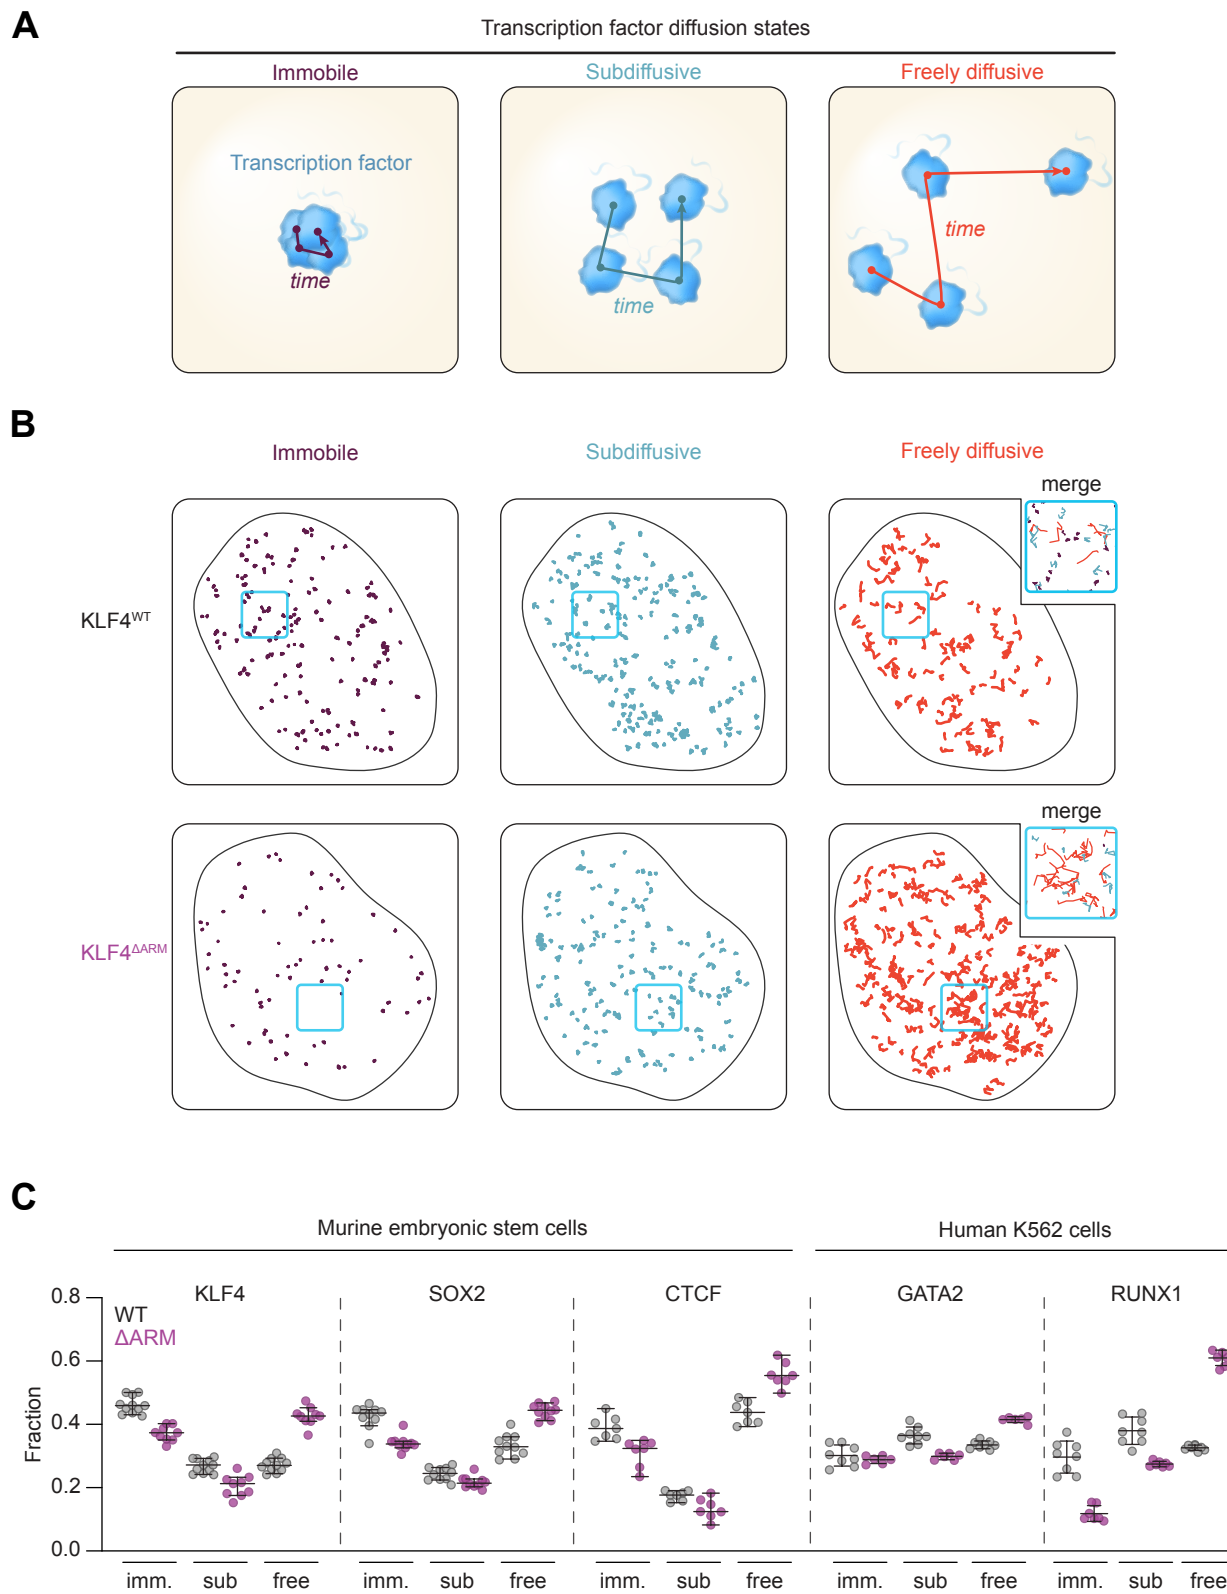 A
Transcription factor diffusion states
Immobile
Subdiffusive
Freely diffusive
Transcription factor
time
time
time
B
Immobile
Subdiffusive
Freely diffusive
merge
KLF4WT
merge
KLF4ΔARM
C
Murine embryonic stem cells
Human K562 cells
KLF4
SOX2
CTCF
GATA2
RUNX1
WT
ΔARM
Fraction
0.8
0.6
0.4
0.2
0.0
imm. sub free imm. sub free imm. sub free imm. sub free imm. sub free